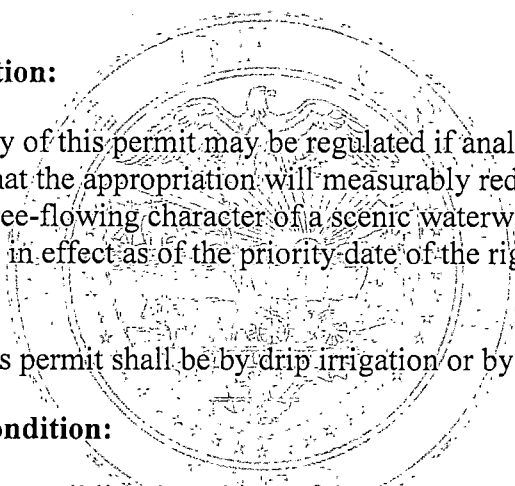 tion:
y of this permit may be regulated if anal
hat the appropriation will measurably red
ee-flowing character of a scenic waterw
in effect as of the priority date of the rig
s permit shall be by drip irrigation or by
ondition: